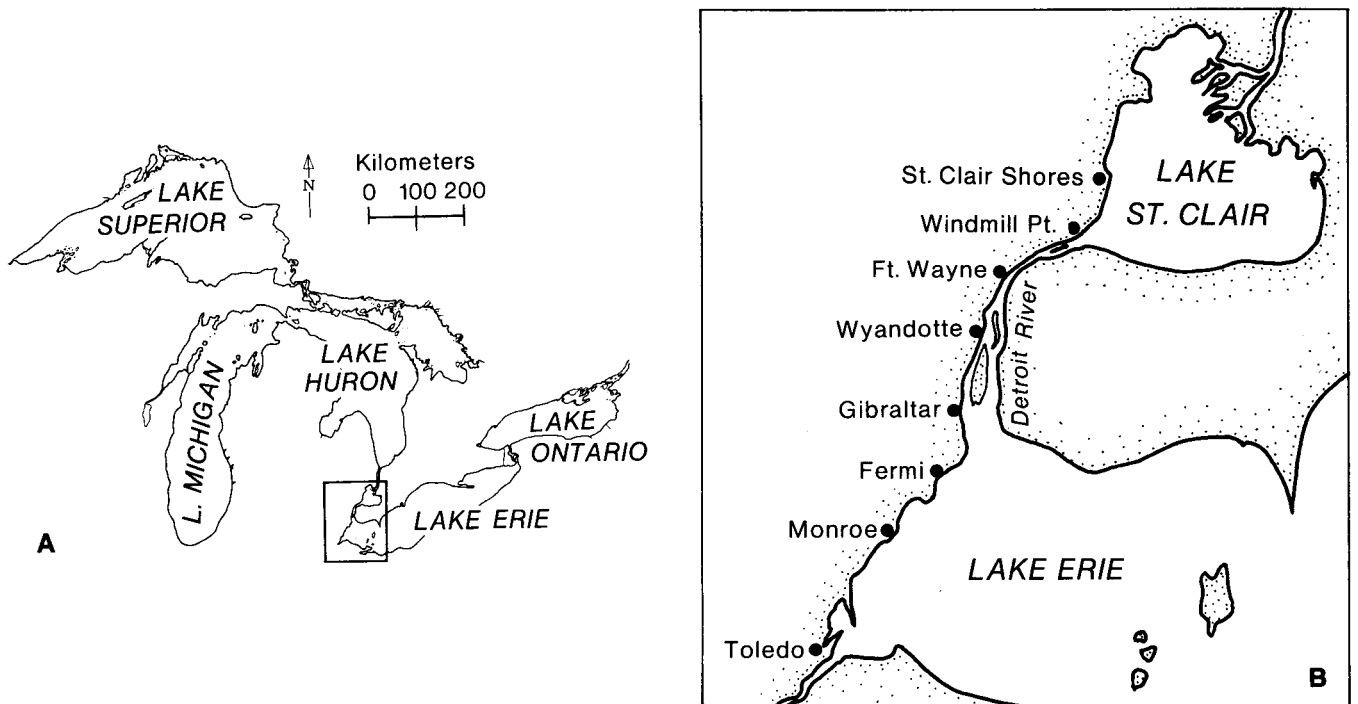 Kilometers
0 100 200
N
LAKE
SUPERIOR
L. MICHIGAN
LAKE
HURON
LAKE
ONTARIO
LAKE ERIE
A
St. Clair Shores
Windmill Pt.
Ft. Wayne
Wyandotte
Gibraltar
Fermi
Monroe
Toledo
LAKE
ST. CLAIR
Detroit River
LAKE ERIE
B